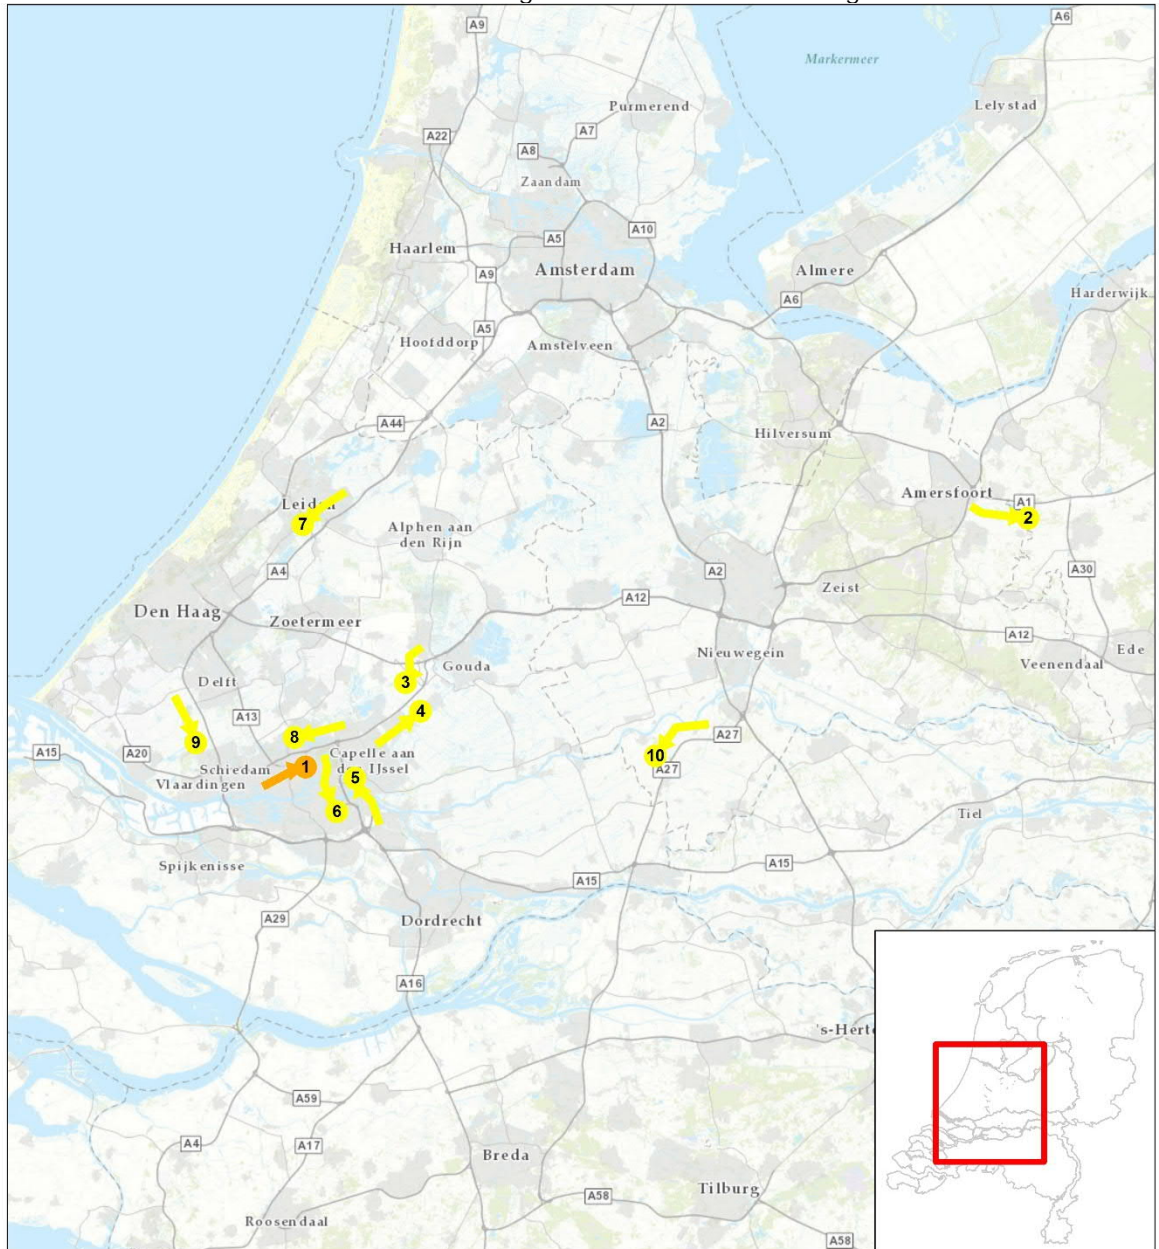 A9
A6
Markermeer
Lelystad
Purmerend
A7
A22
A8
Zaandam
A10
A5
Haarlem
Amsterdam
Almere
A9
A6
Harderwijk
A5
Hoofddorp
Amstelveen
A44
A2
Hilversum
Amersfoort
A1
2
Leiden
7
Alphen aan
den Rijn
A4
A2
A30
Zeist
A12
Den Haag
Zoetermeer
A12
Ede
Veenendaal
Nieuwegein
Gouda
3
Delft
4
A13
9
8
A27
10
A27
A15
A20
Capelle aan
den IJssel
Schiedam
1
5
Vlaardingen
6
Tiel
Spijkenisse
A15
A15
A29
Dordrecht
A16
's-Herto
A59
A4
A17
Breda
A58
Tilburg
Roosendaal
A58